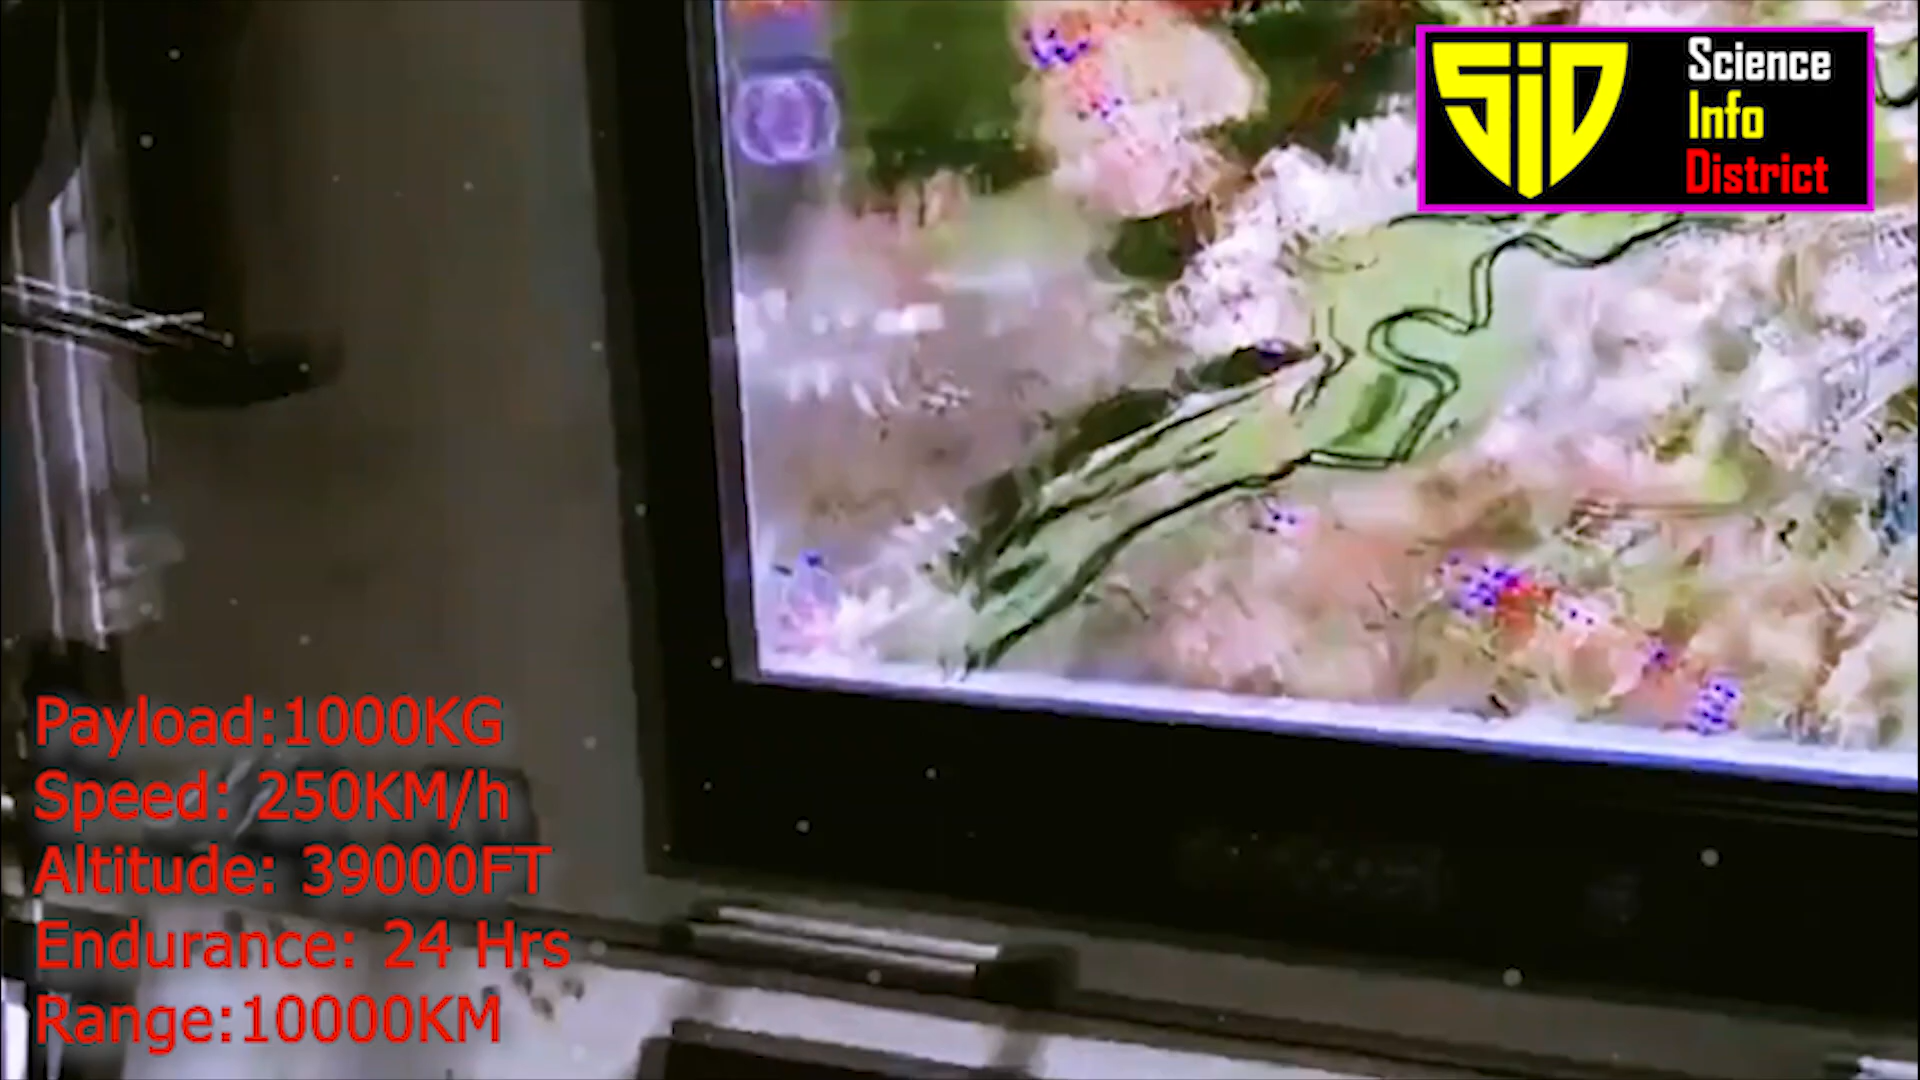 SiD
Science
Info
District
Payload:1000KG
Speed: 250KM/h
Altitude: 39000FT
Endurance: 24 Hrs
Range:10000KM